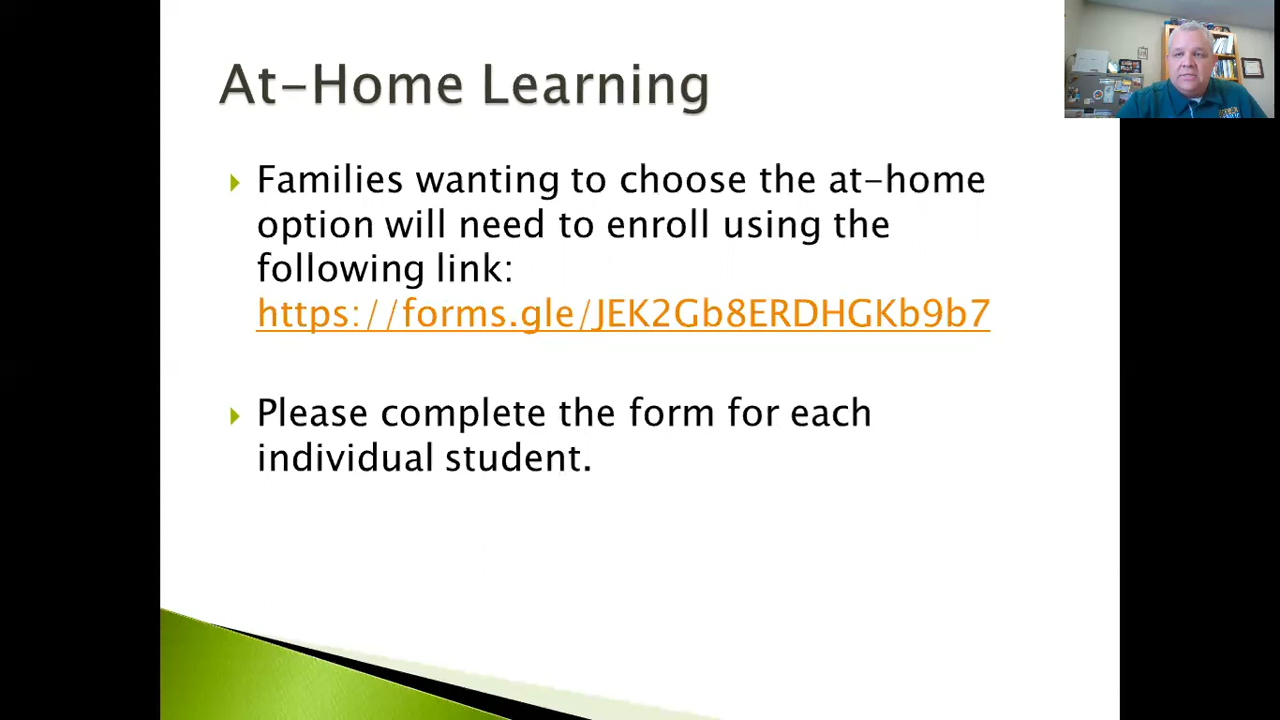 At-Home Learning
Families wanting to choose the at-home
option will need to enroll using the
following link:
https://forms.gle/JEK2Gb8ERDHGKb9b7
Please complete the form for each
individual student.